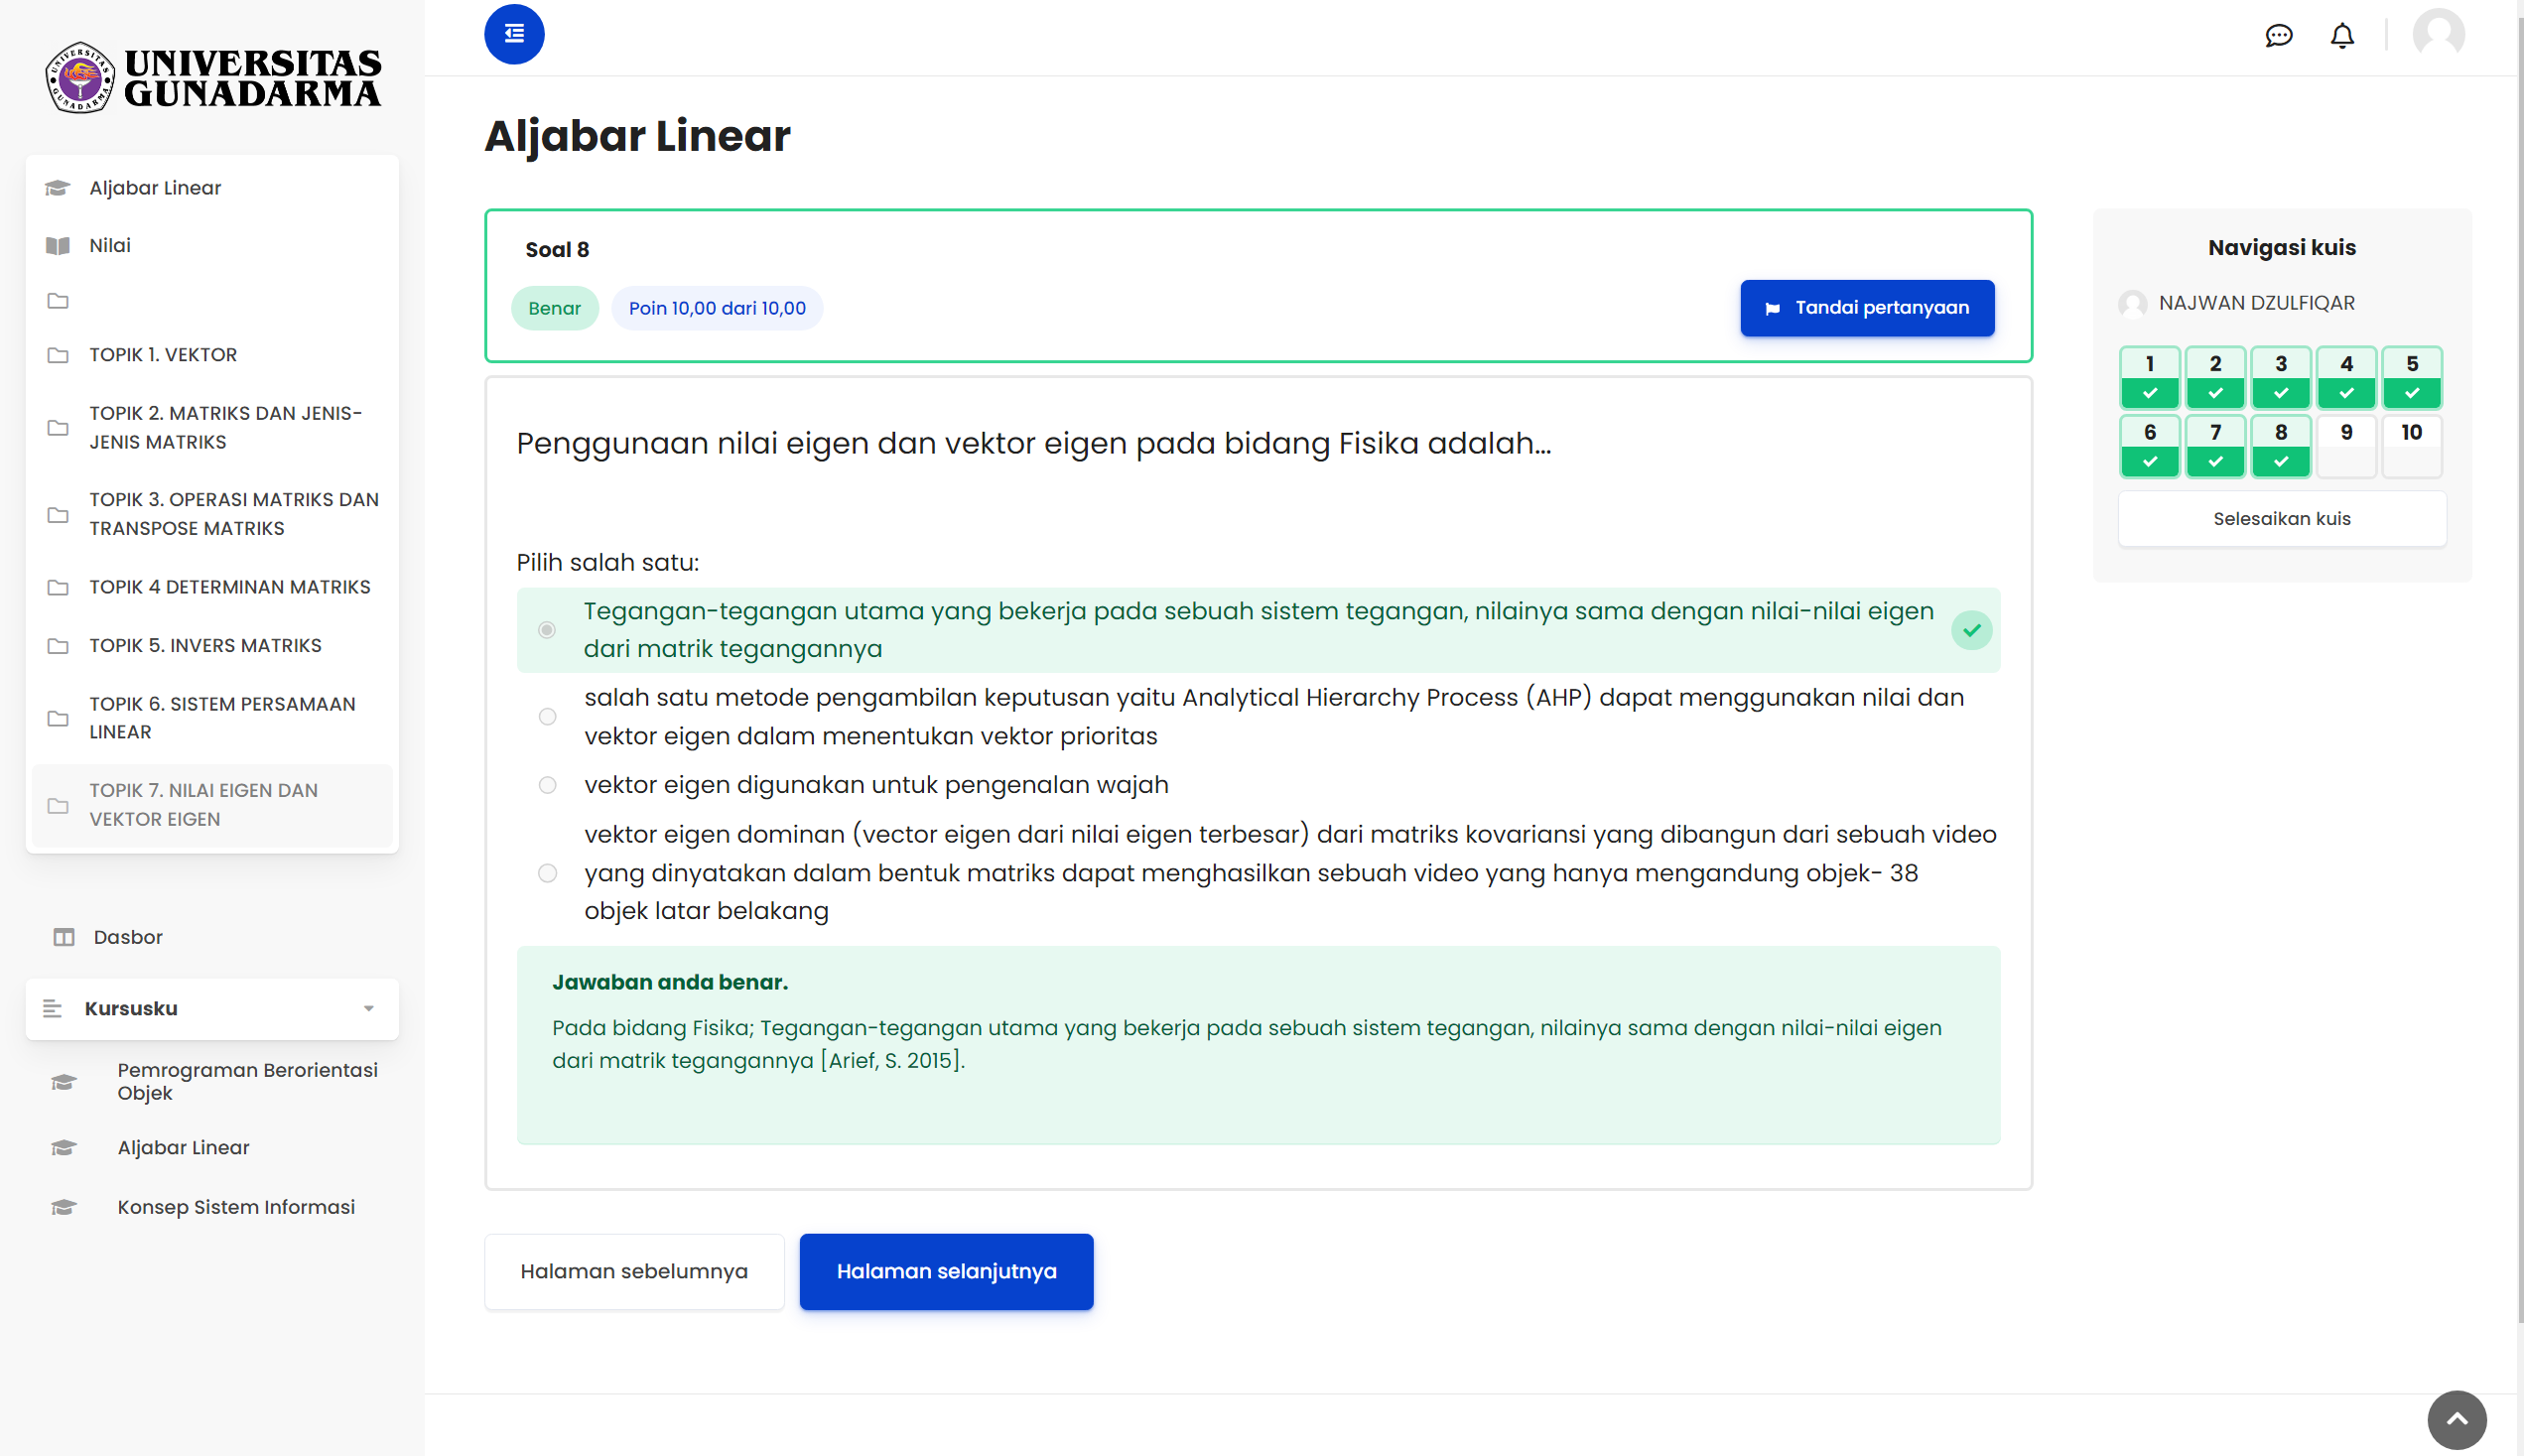 UNIVERSITAS
GUNADARMA
Aljabar Linear
Nilai
TOPIK 1. VEKTOR
TOPIK 2. MATRIKS DAN JENIS-
JENIS MATRIKS
TOPIK 3. OPERASI MATRIKS DAN
TRANSPOSE MATRIKS
TOPIK 4 DETERMINAN MATRIKS
TOPIK 5. INVERS MATRIKS
TOPIK 6. SISTEM PERSAMAAN
LINEAR
TOPIK 7. NILAI EIGEN DAN
VEKTOR EIGEN
Dasbor
Kursusku
Pemrograman Berorientasi
Objek
Aljabar Linear
Konsep Sistem Informasi
Aljabar Linear
Soal 8
Benar
Poin 10,00 dari 10,00
Tandai pertanyaan
Penggunaan nilai eigen dan vektor eigen pada bidang Fisika adalah...
Pilih salah satu:
Tegangan-tegangan utama yang bekerja pada sebuah sistem tegangan, nilainya sama dengan nilai-nilai eigen
dari matrik tegangannya
salah satu metode pengambilan keputusan yaitu Analytical Hierarchy Process (AHP) dapat menggunakan nilai dan
vektor eigen dalam menentukan vektor prioritas
vektor eigen digunakan untuk pengenalan wajah
vektor eigen dominan (vector eigen dari nilai eigen terbesar) dari matriks kovariansi yang dibangun dari sebuah video
yang dinyatakan dalam bentuk matriks dapat menghasilkan sebuah video yang hanya mengandung objek- 38
objek latar belakang
Jawaban anda benar.
Pada bidang Fisika; Tegangan-tegangan utama yang bekerja pada sebuah sistem tegangan, nilainya sama dengan nilai-nilai eigen
dari matrik tegangannya [Arief, S. 2015].
Halaman sebelumnya
Halaman selanjutnya
Navigasi kuis
NAJWAN DZULFIQAR
1 2 3 4 5
6 7 8 9 10
Selesaikan kuis